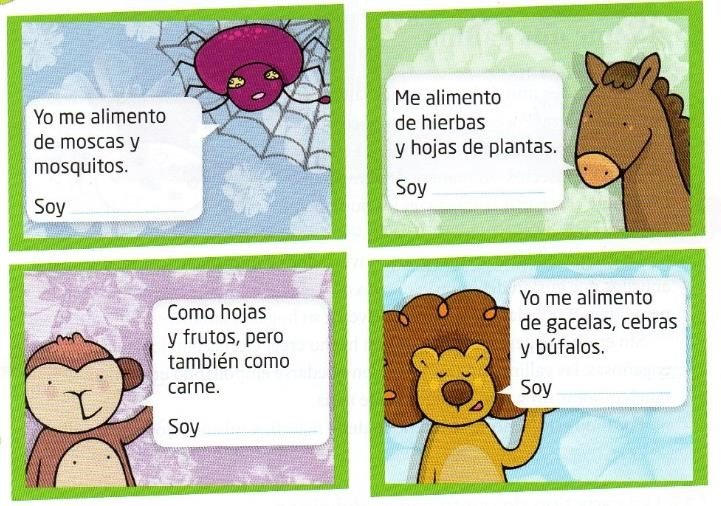 Yo me alimento
de moscas y
mosquitos.
Soy
Me alimento
de hierbas
y hojas de plantas.
Soy
Como hojas
y frutos, pero
también como
carne.
Soy
Yo me alimento
de gacelas, cebras
y búfalos.
Soy